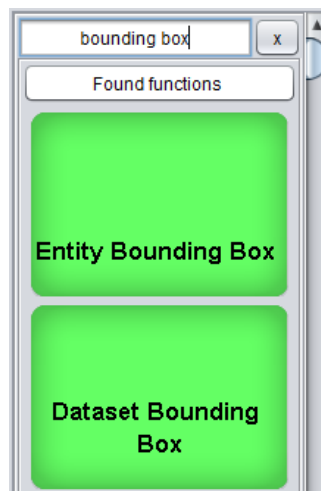 bounding box
x
Found functions
Entity Bounding Box
Dataset Bounding
Box